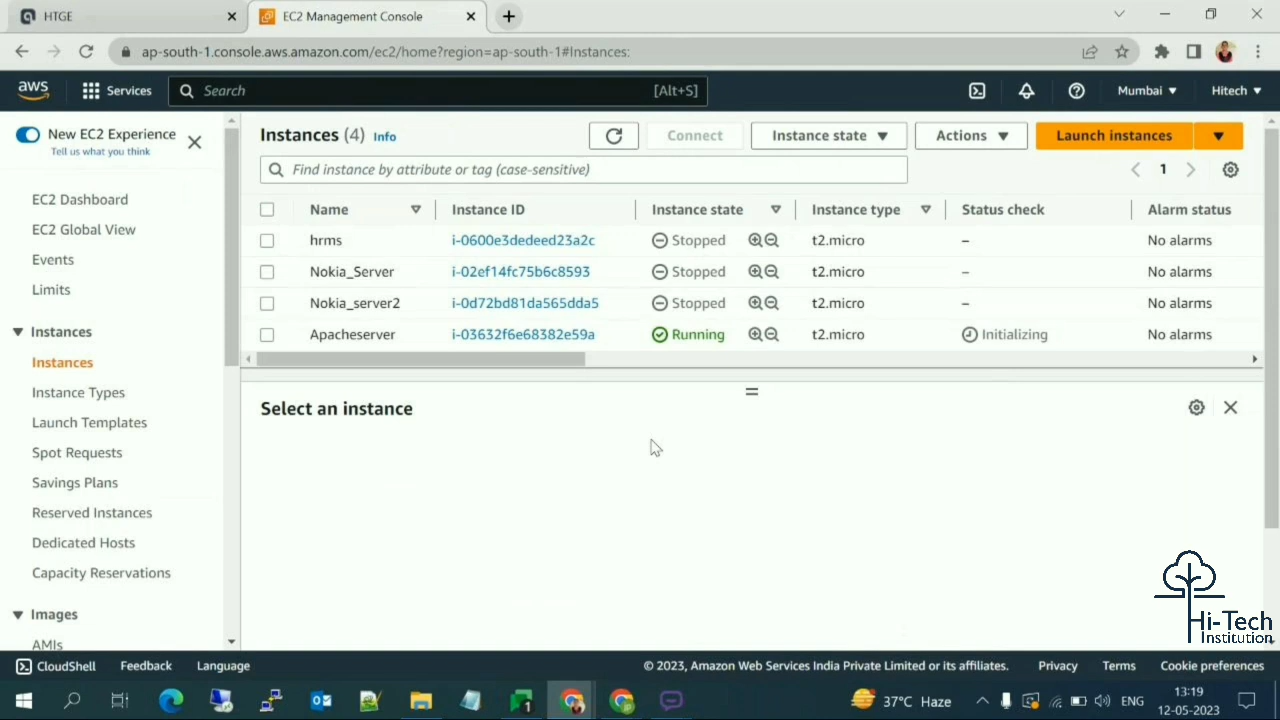 HTGE
EC2 Management Console
ap-south-1.console.aws.amazon.com/ec2/home?region=ap-south-1#Instances:
aws
Services
Search
[Alt+S]
Mumbai
Hitech
New EC2 Experience
Tell us what you think
EC2 Dashboard
EC2 Global View
Events
Limits
Instances
Instances
Instance Types
Launch Templates
Spot Requests
Savings Plans
Reserved Instances
Dedicated Hosts
Capacity Reservations
Images
AMIs
Instances (4) Info
Connect
Instance state
Actions
Launch instances
Find instance by attribute or tag (case-sensitive)
1
Name Instance ID Instance state Instance type Status check Alarm status
hrms i-0600e3dedeed23a2c Stopped t2.micro – No alarms
Nokia_Server i-02ef14fc75b6c8593 Stopped t2.micro – No alarms
Nokia_server2 i-0d72bd81da565dda5 Stopped t2.micro – No alarms
Apacheserver i-03632f6e68382e59a Running t2.micro Initializing No alarms
Select an instance
Hi-Tech
Institution
CloudShell Feedback Language © 2023, Amazon Web Services India Private Limited or its affiliates. Privacy Terms Cookie preferences
1
37°C Haze
ENG
13:19
12-05-2023